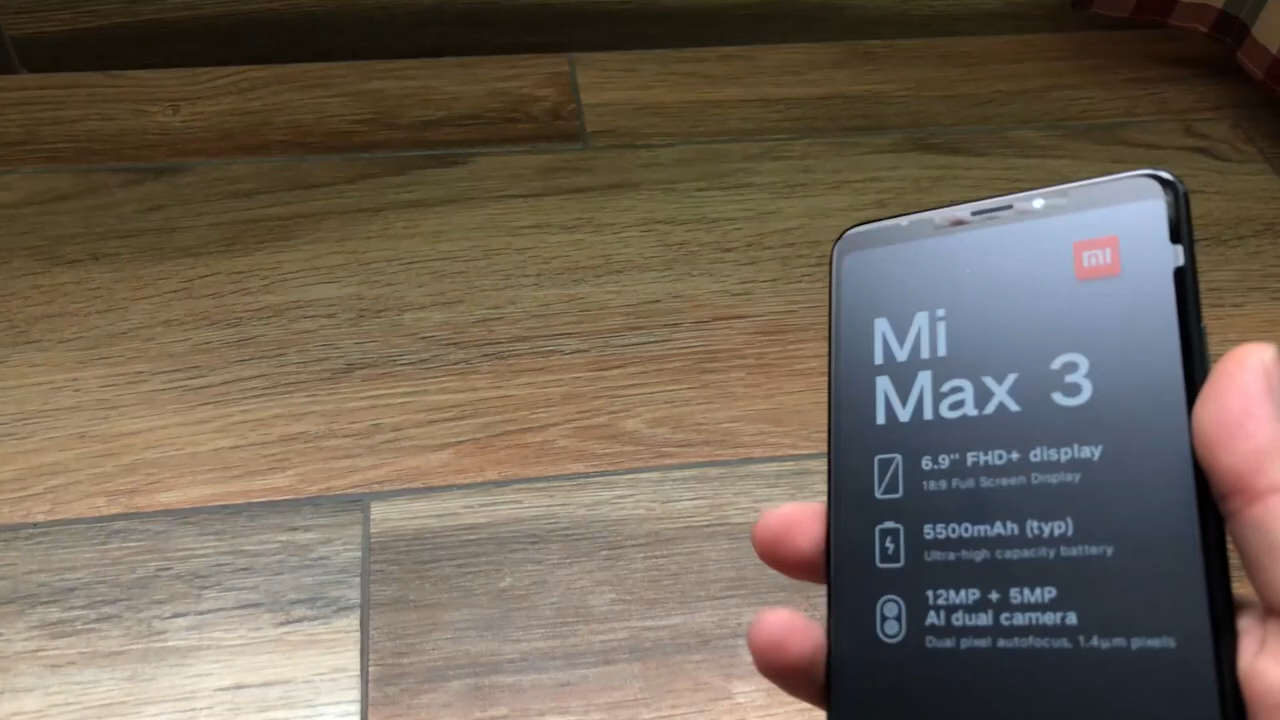 mi
Mi
Max 3
6.9" FHD+ display
18:9 Full Screen Display
5500mAh (typ)
Ultra-high capacity battery
12MP + 5MP
AI dual camera
Dual pixel autofocus, 1.4μm pixels